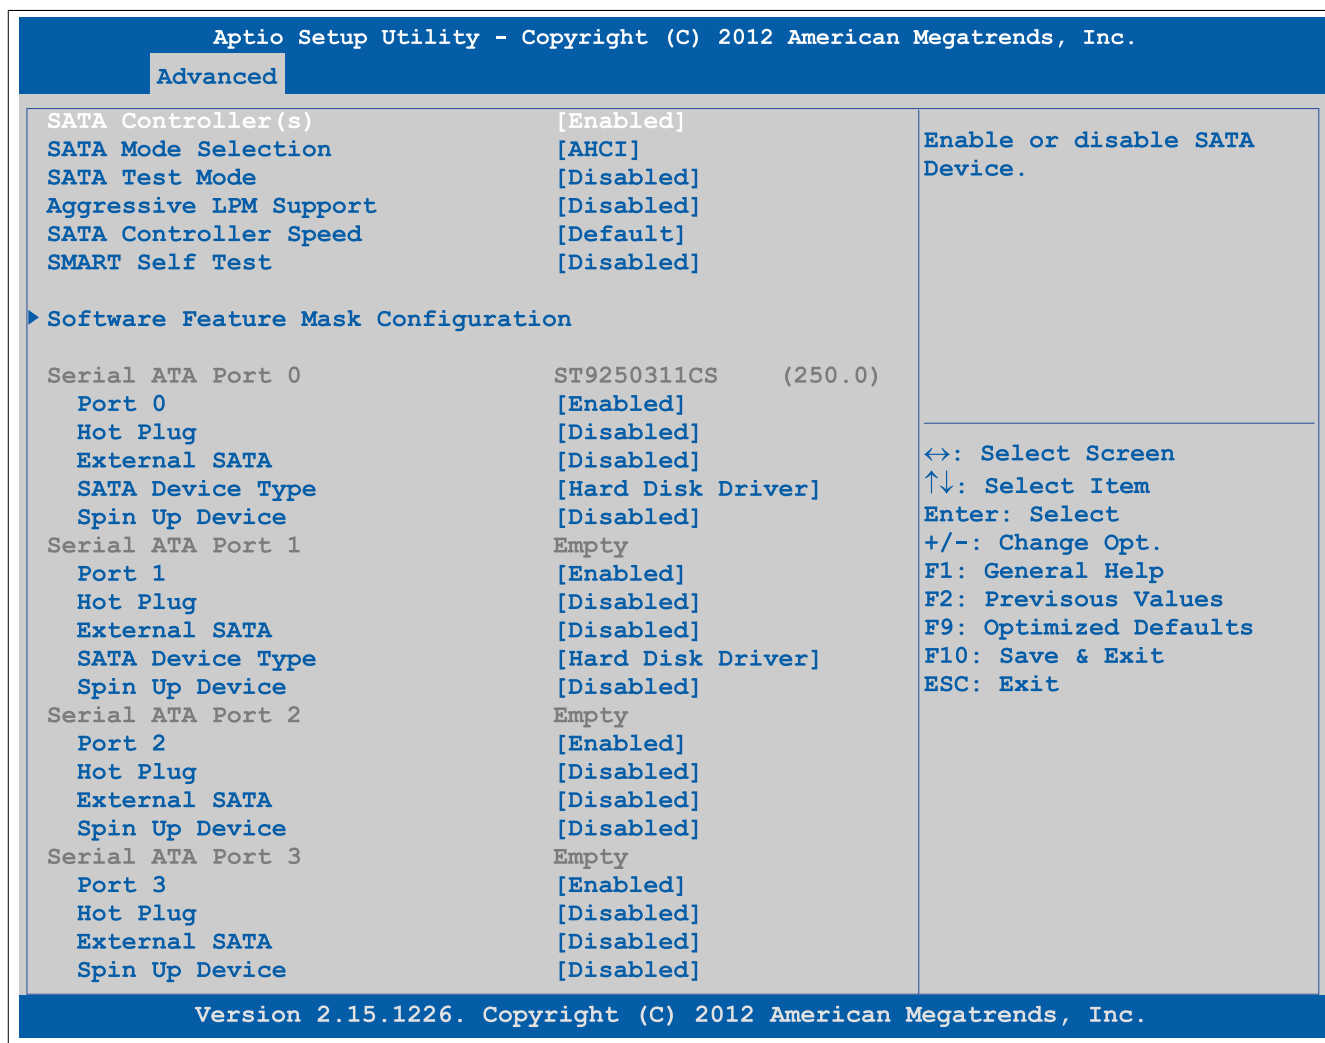 Aptio Setup Utility - Copyright (C) 2012 American Megatrends, Inc.
Advanced
SATA Controller(s) [Enabled]
SATA Mode Selection [AHCI]
SATA Test Mode [Disabled]
Aggressive LPM Support [Disabled]
SATA Controller Speed [Default]
SMART Self Test [Disabled]
Software Feature Mask Configuration
Serial ATA Port 0 ST9250311CS (250.0)
Port 0 [Enabled]
Hot Plug [Disabled]
External SATA [Disabled]
SATA Device Type [Hard Disk Driver]
Spin Up Device [Disabled]
Serial ATA Port 1 Empty
Port 1 [Enabled]
Hot Plug [Disabled]
External SATA [Disabled]
SATA Device Type [Hard Disk Driver]
Spin Up Device [Disabled]
Serial ATA Port 2 Empty
Port 2 [Enabled]
Hot Plug [Disabled]
External SATA [Disabled]
Spin Up Device [Disabled]
Serial ATA Port 3 Empty
Port 3 [Enabled]
Hot Plug [Disabled]
External SATA [Disabled]
Spin Up Device [Disabled]
Enable or disable SATA
Device.
↔: Select Screen
↑↓: Select Item
Enter: Select
+/-: Change Opt.
F1: General Help
F2: Previsous Values
F9: Optimized Defaults
F10: Save & Exit
ESC: Exit
Version 2.15.1226. Copyright (C) 2012 American Megatrends, Inc.